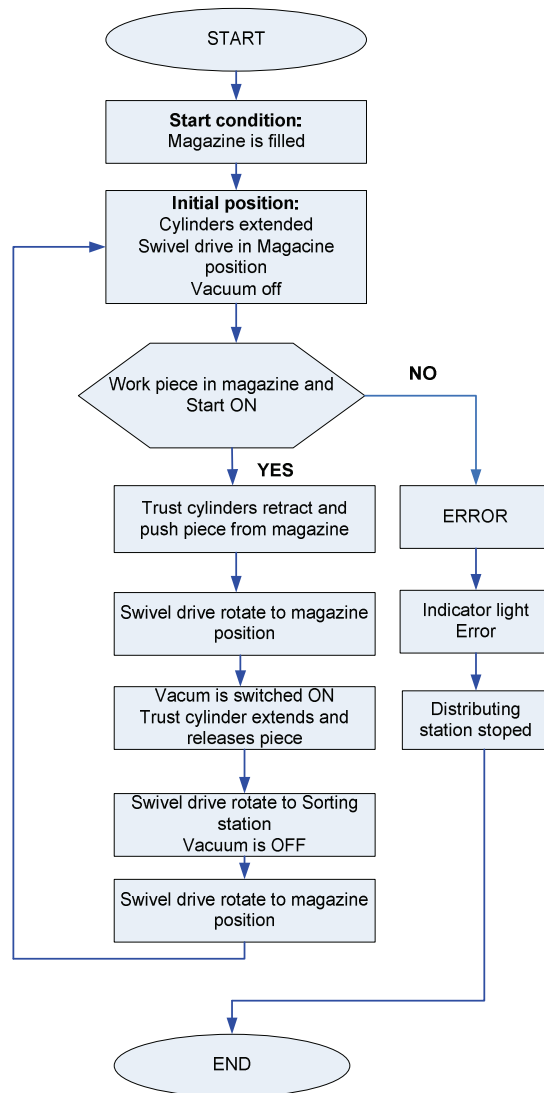 START
Start condition:
Magazine is filled
Initial position:
Cylinders extended
Swivel drive in Magacine
position
Vacuum off
Work piece in magazine and
Start ON
NO
YES
Trust cylinders retract and
push piece from magazine
ERROR
Swivel drive rotate to magazine
position
Indicator light
Error
Vacum is switched ON
Trust cylinder extends and
releases piece
Distributing
station stoped
Swivel drive rotate to Sorting
station
Vacuum is OFF
Swivel drive rotate to magazine
position
END